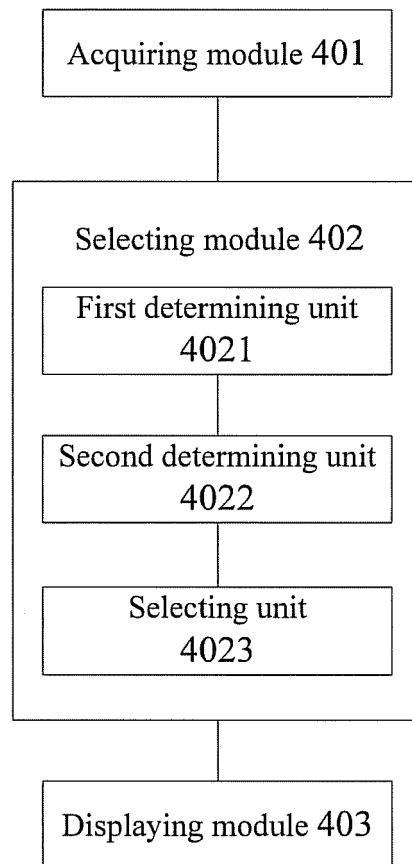 Acquiring module 401
Selecting module 402
First determining unit
4021
Second determining unit
4022
Selecting unit
4023
Displaying module 403